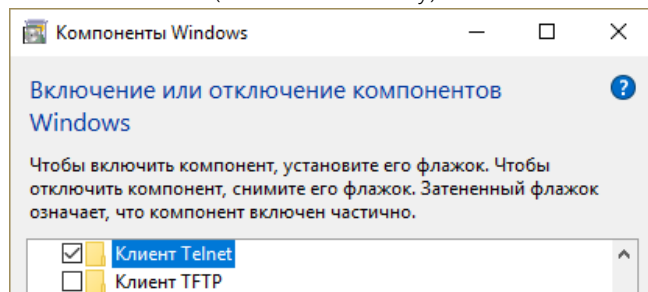 Компоненты Windows
Включение или отключение компонентов
Windows
Чтобы включить компонент, установите его флажок. Чтобы
отключить компонент, снимите его флажок. Затененный флажок
означает, что компонент включен частично.
Клиент Telnet
Клиент TFTP